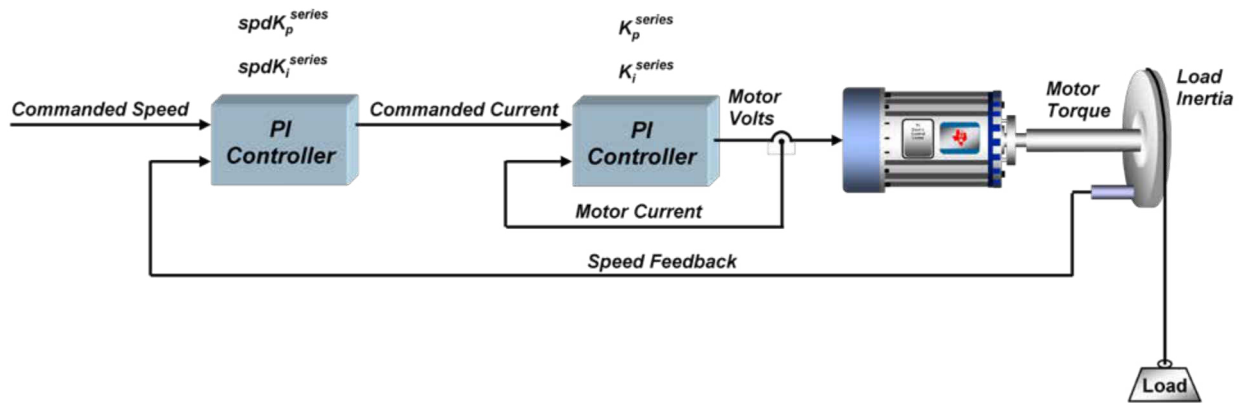 spdKₚˢᵉʳⁱᵉˢ
spdKᵢˢᵉʳⁱᵉˢ
Kₚˢᵉʳⁱᵉˢ
Kᵢˢᵉʳⁱᵉˢ
Commanded Speed
PI
Controller
Commanded Current
PI
Controller
Motor
Volts
Motor
Torque
Load
Inertia
Motor Current
Speed Feedback
Load